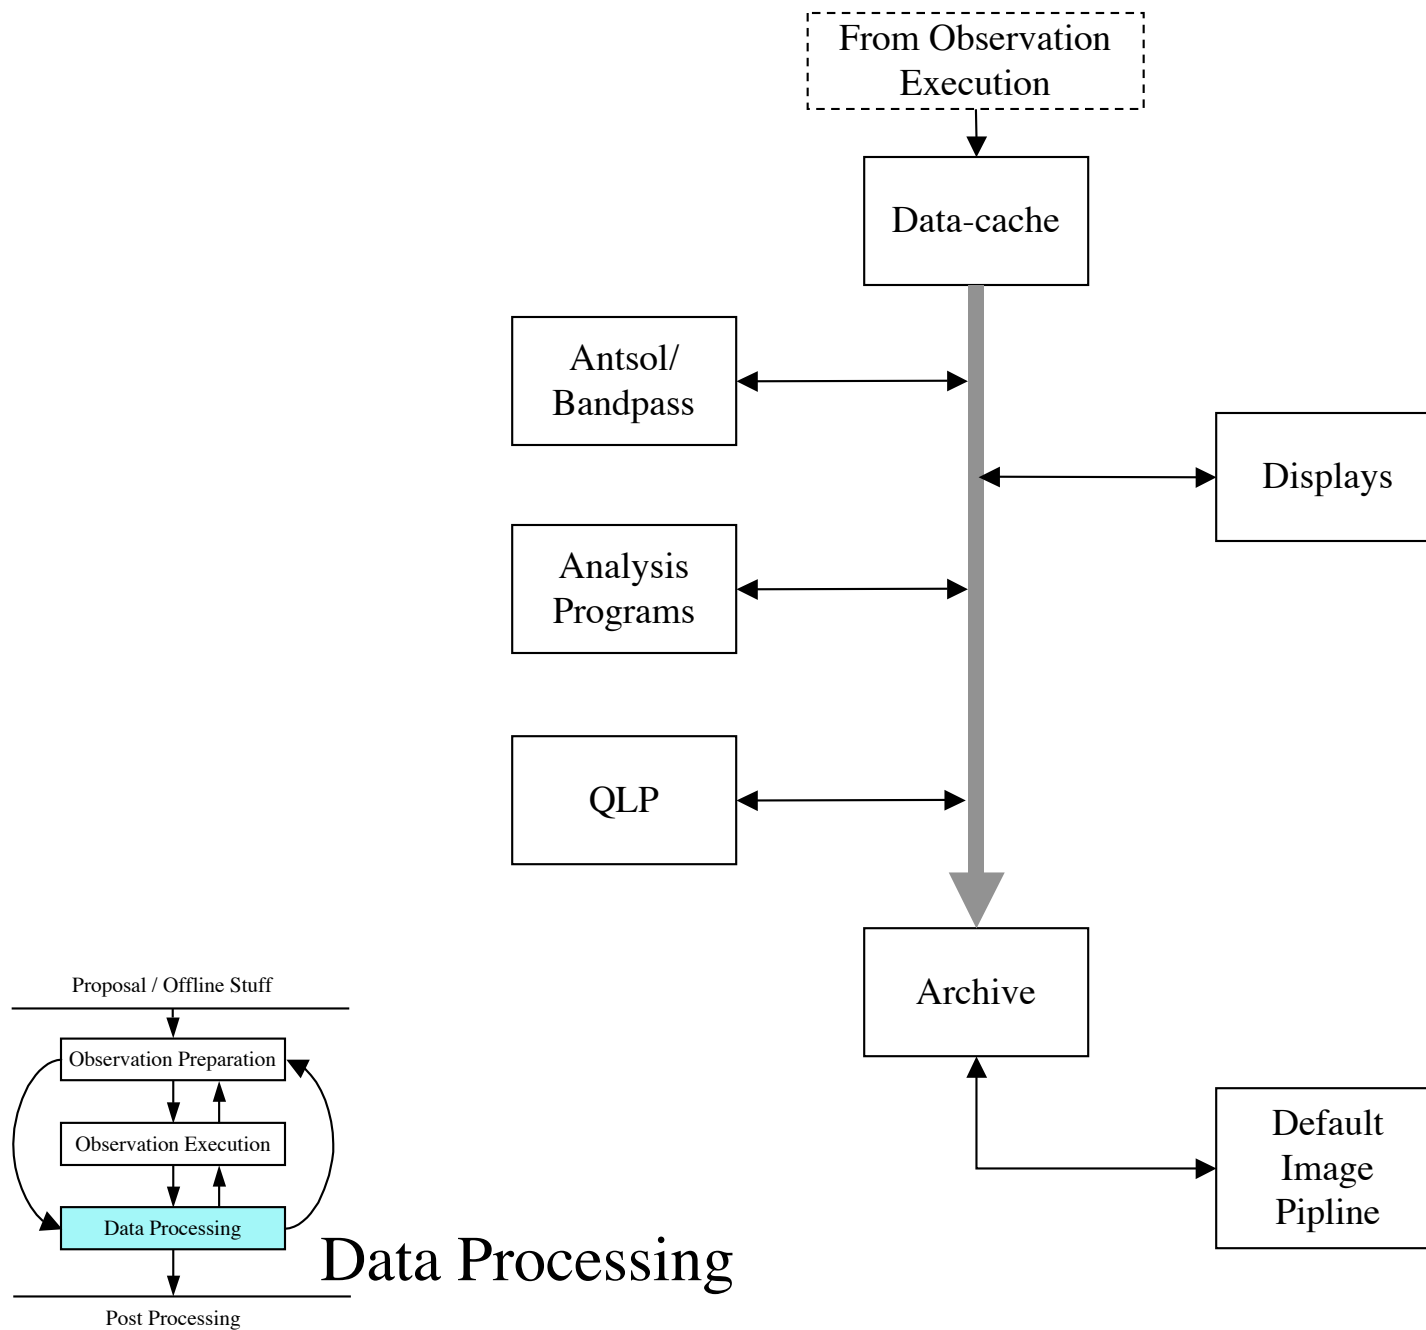 From Observation
Execution
Data-cache
Antsol/
Bandpass
Displays
Analysis
Programs
QLP
Archive
Default
Image
Pipline
Proposal / Offline Stuff
Observation Preparation
Observation Execution
Data Processing
Post Processing
Data Processing